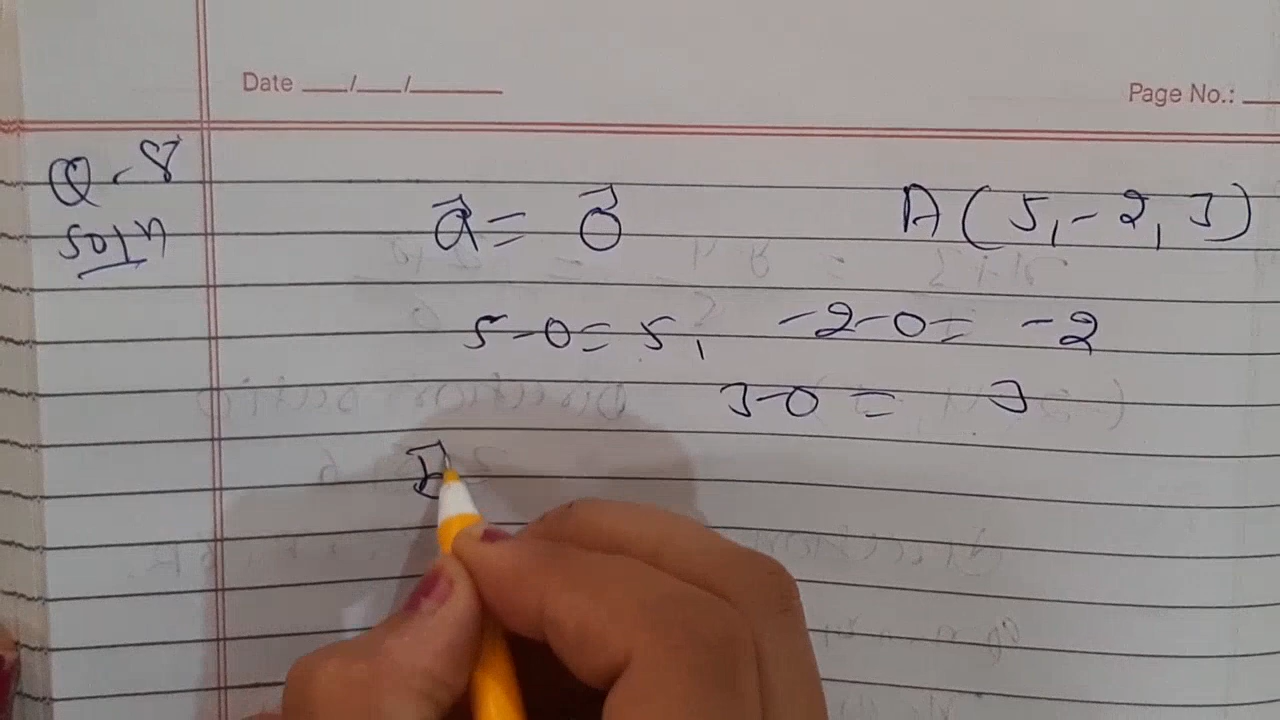 Date ___/___/______
Page No.: __
Q-8
Soln
a⃗ = 0⃗ A(5,-2,3)
5-0=5, -2-0=-2
3-0=3
b⃗